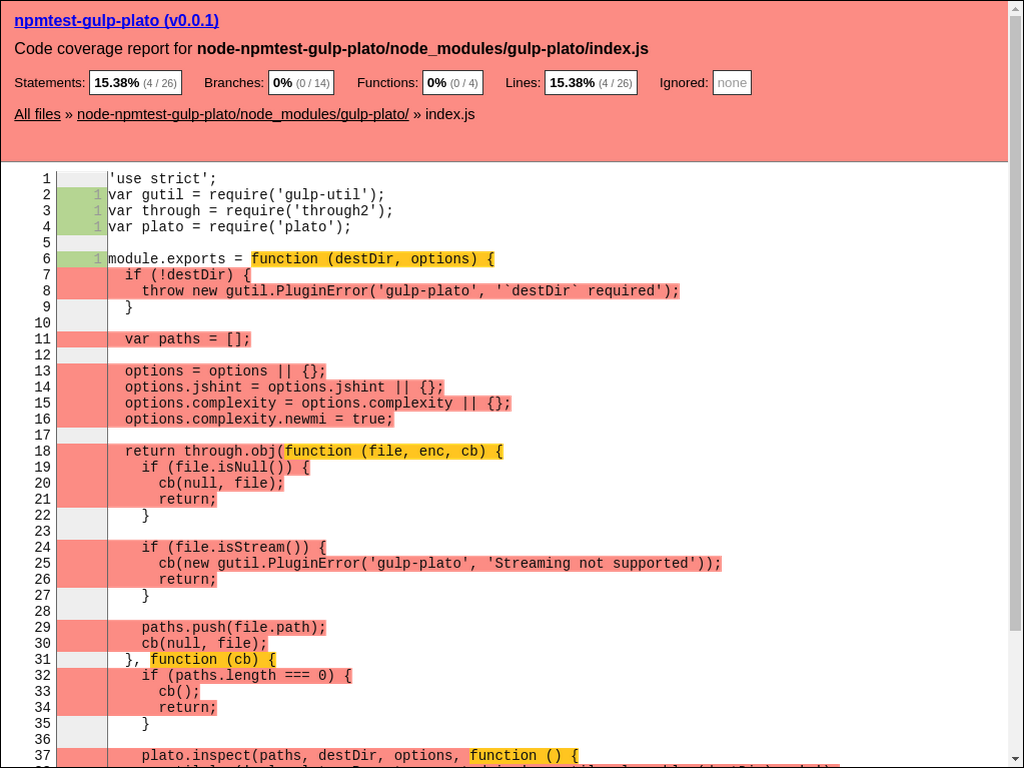 npmtest-gulp-plato (v0.0.1)
Code coverage report for node-npmtest-gulp-plato/node_modules/gulp-plato/index.js
Statements: 15.38% (4 / 26) Branches: 0% (0 / 14) Functions: 0% (0 / 4) Lines: 15.38% (4 / 26) Ignored: none
All files » node-npmtest-gulp-plato/node_modules/gulp-plato/ » index.js
1 'use strict';
2 1 var gutil = require('gulp-util');
3 1 var through = require('through2');
4 1 var plato = require('plato');
5
6 1 module.exports = function (destDir, options) {
7 if (!destDir) {
8 throw new gutil.PluginError('gulp-plato', '`destDir` required');
9 }
10
11 var paths = [];
12
13 options = options || {};
14 options.jshint = options.jshint || {};
15 options.complexity = options.complexity || {};
16 options.complexity.newmi = true;
17
18 return through.obj(function (file, enc, cb) {
19 if (file.isNull()) {
20 cb(null, file);
21 return;
22 }
23
24 if (file.isStream()) {
25 cb(new gutil.PluginError('gulp-plato', 'Streaming not supported'));
26 return;
27 }
28
29 paths.push(file.path);
30 cb(null, file);
31 }, function (cb) {
32 if (paths.length === 0) {
33 cb();
34 return;
35 }
36
37 plato.inspect(paths, destDir, options, function () {